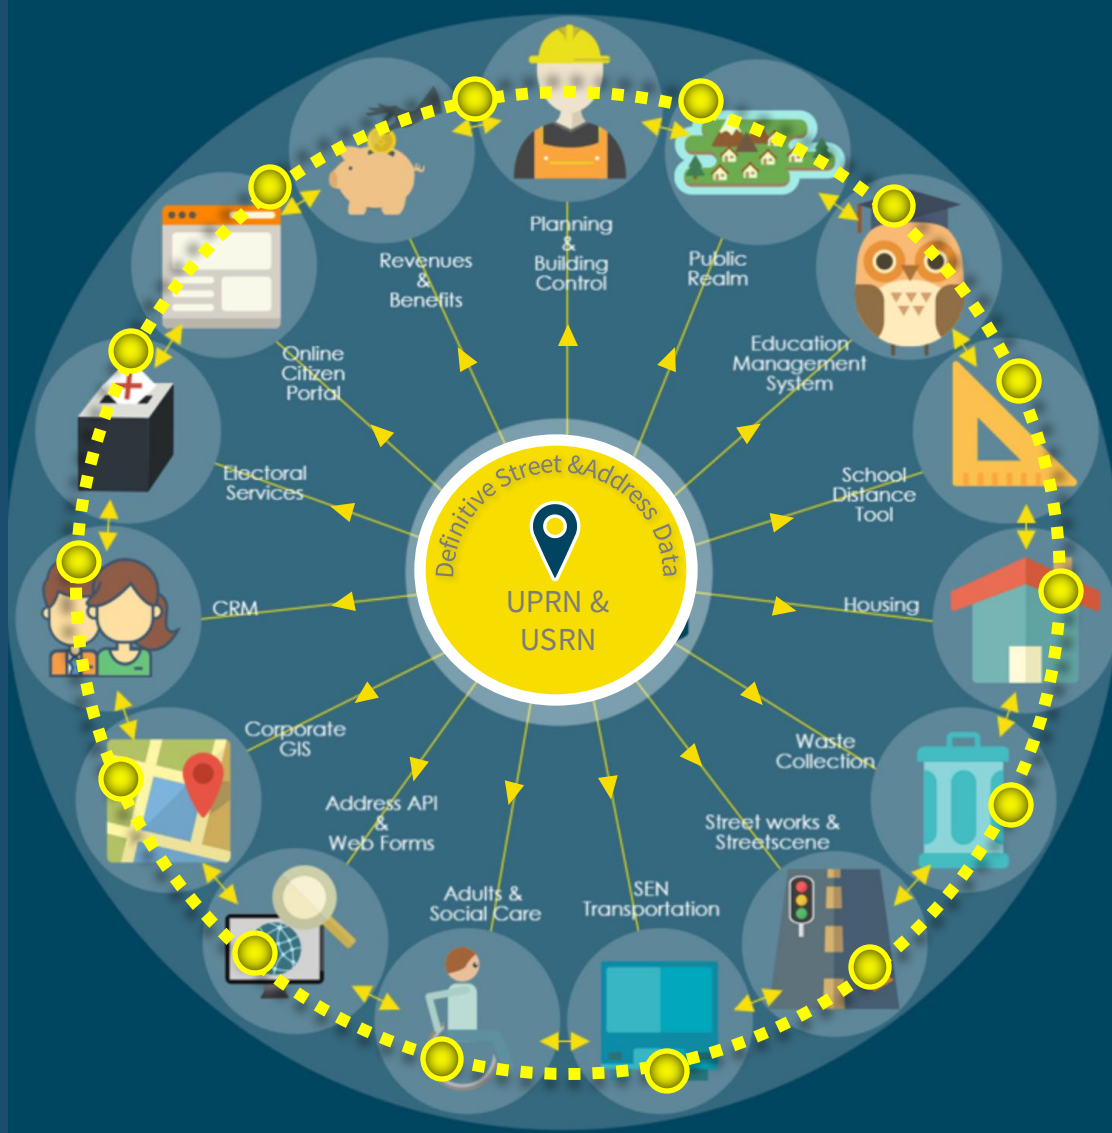 Planning
&
Building
Control
Public
Realm
Education
Management
System
School
Distance
Tool
Housing
Waste
Collection
Street works &
Streetscene
SEN
Transportation
Adults &
Social Care
Address API
&
Web Forms
Corporate
GIS
CRM
Electoral
Services
Online
Citizen
Portal
Revenues
&
Benefits
Definitive Street &Address Data
UPRN &
USRN